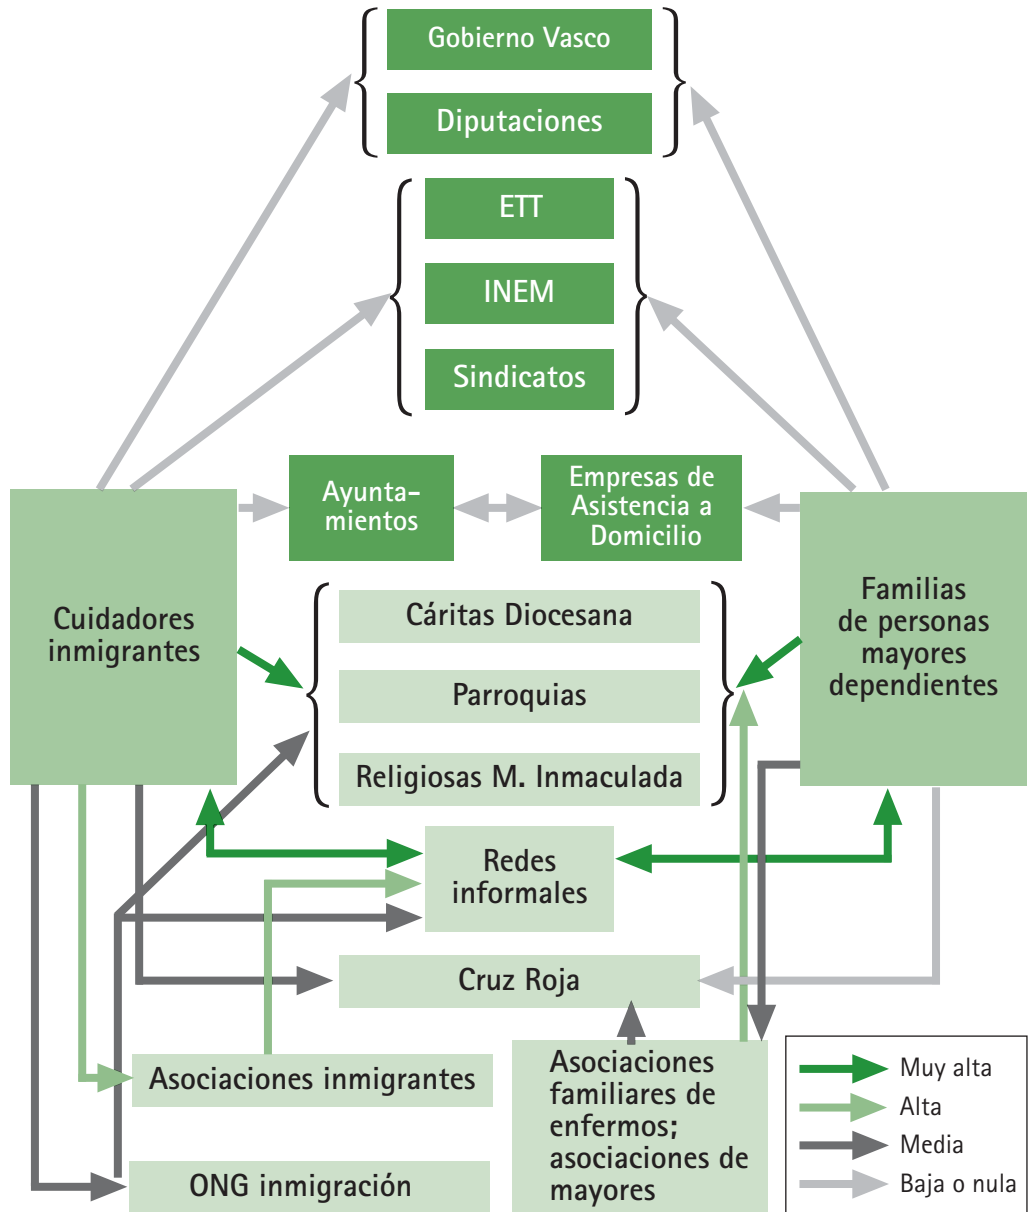 Gobierno Vasco
Diputaciones
ETT
INEM
Sindicatos
Ayunta-
mientos
Empresas de
Asistencia a
Domicilio
Cuidadores
inmigrantes
Familias
de personas
mayores
dependientes
Cáritas Diocesana
Parroquias
Religiosas M. Inmaculada
Redes
informales
Cruz Roja
Asociaciones inmigrantes
Asociaciones
familiares de
enfermos;
asociaciones de
mayores
ONG inmigración
Muy alta
Alta
Media
Baja o nula